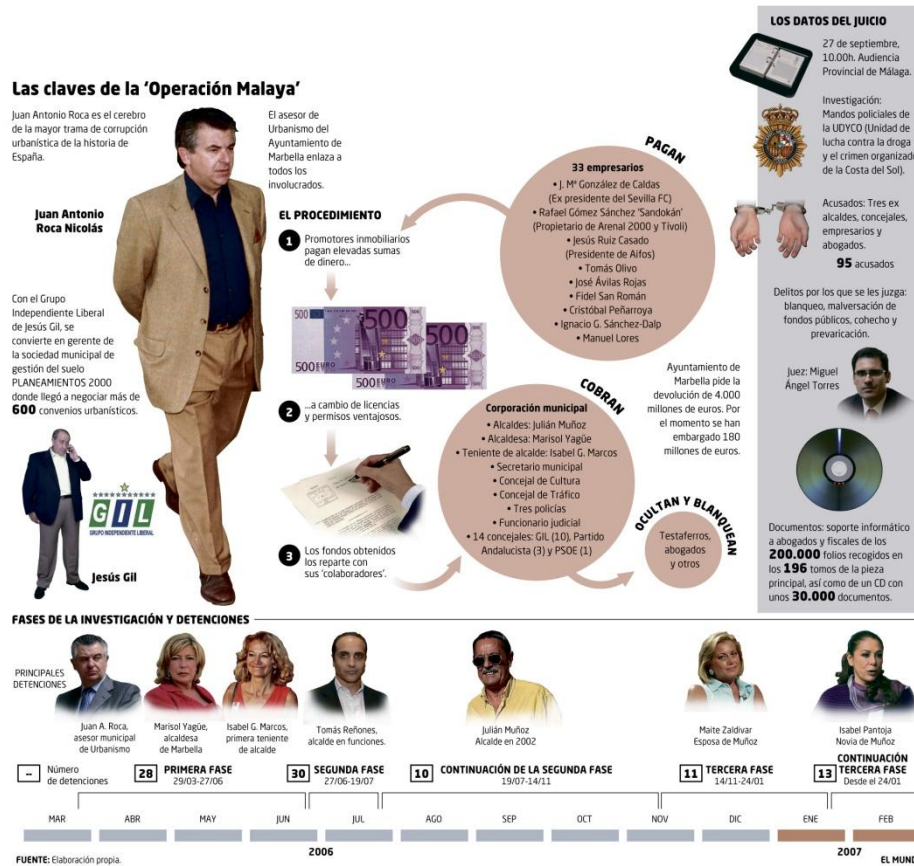 Las claves de la 'Operación Malaya'
Juan Antonio Roca es el cerebro
de la mayor trama de corrupción
urbanística de la historia de
España.
Juan Antonio
Roca Nicolás
Con el Grupo
Independiente Liberal
de Jesús Gil, se
convierte en gerente de
la sociedad municipal de
gestión del suelo
PLANEAMIENTOS 2000
donde llegó a negociar más de
600 convenios urbanísticos.
GIL
GRUPO INDEPENDIENTE LIBERAL
Jesús Gil
El asesor de
Urbanismo del
Ayuntamiento de
Marbella enlaza a
todos los
involucrados.
EL PROCEDIMIENTO
1 Promotores inmobiliarios
pagan elevadas sumas
de dinero...
500
500
500 EURO
500
500 EURO
2 ...a cambio de licencias
y permisos ventajosos.
3 Los fondos obtenidos
los reparte con
sus 'colaboradores'.
PAGAN
33 empresarios
• J. Mª González de Caldas
(Ex presidente del Sevilla FC)
• Rafael Gómez Sánchez 'Sandokán'
(Propietario de Arenal 2000 y Tívoli)
• Jesús Ruiz Casado
(Presidente de Aifos)
• Tomás Olivo
• José Ávilas Rojas
• Fidel San Román
• Cristóbal Peñarroya
• Ignacio G. Sánchez-Dalp
• Manuel Lores
COBRAN
Corporación municipal
• Alcaldes: Julián Muñoz
• Alcaldesa: Marisol Yagüe
• Teniente de alcalde: Isabel G. Marcos
• Secretario municipal
• Concejal de Cultura
• Concejal de Tráfico
• Tres policías
• Funcionario judicial
• 14 concejales: GIL (10), Partido
Andalucista (3) y PSOE (1)
Ayuntamiento de
Marbella pide la
devolución de 4.000
millones de euros. Por
el momento se han
embargado 180
millones de euros.
OCULTAN Y BLANQUEAN
Testaferros,
abogados
y otros
LOS DATOS DEL JUICIO
27 de septiembre,
10.00h. Audiencia
Provincial de Málaga.
Investigación:
Mandos policiales de
la UDYCO (Unidad de
lucha contra la droga
y el crimen organizad
de la Costa del Sol).
Acusados: Tres ex
alcaldes, concejales,
empresarios y
abogados.
95 acusados
Delitos por los que se les juzga:
blanqueo, malversación de
fondos públicos, cohecho y
prevaricación.
Juez: Miguel
Ángel Torres
Documentos: soporte informático
a abogados y fiscales de los
200.000 folios recogidos en
los 196 tomos de la pieza
principal, así como de un CD con
unos 30.000 documentos.
FASES DE LA INVESTIGACIÓN Y DETENCIONES
PRINCIPALES
DETENCIONES
Juan A. Roca,
asesor municipal
de Urbanismo
Marisol Yagüe,
alcaldesa
de Marbella
Isabel G. Marcos,
primera teniente
de alcalde
Tomás Reñones,
alcalde en funciones.
Julián Muñoz
Alcalde en 2002
Maite Zaldivar
Esposa de Muñoz
Isabel Pantoja
Novia de Muñoz
-- Número
de detenciones
28 PRIMERA FASE
29/03-27/06
30 SEGUNDA FASE
27/06-19/07
10 CONTINUACIÓN DE LA SEGUNDA FASE
19/07-14/11
11 TERCERA FASE
14/11-24/01
13 CONTINUACIÓN
TERCERA FASE
Desde el 24/01
MAR ABR MAY JUN JUL AGO SEP OCT NOV DIC ENE FEB
2006 2007
FUENTE: Elaboración propia. EL MUND